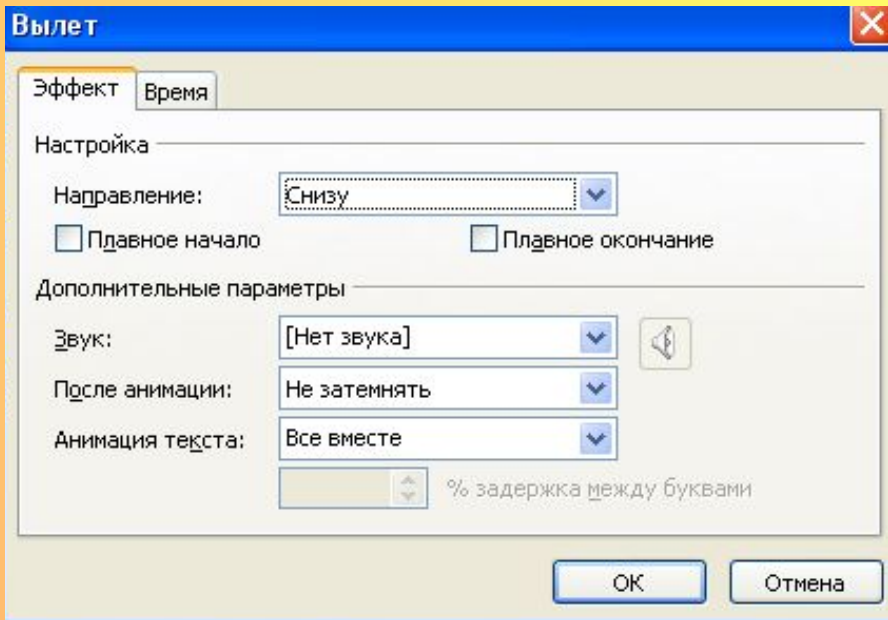 Вылет
Эффект Время
Настройка
Направление: Снизу
Плавное начало Плавное окончание
Дополнительные параметры
Звук: [Нет звука]
После анимации: Не затемнять
Анимация текста: Все вместе
% задержка между буквами
ОК Отмена